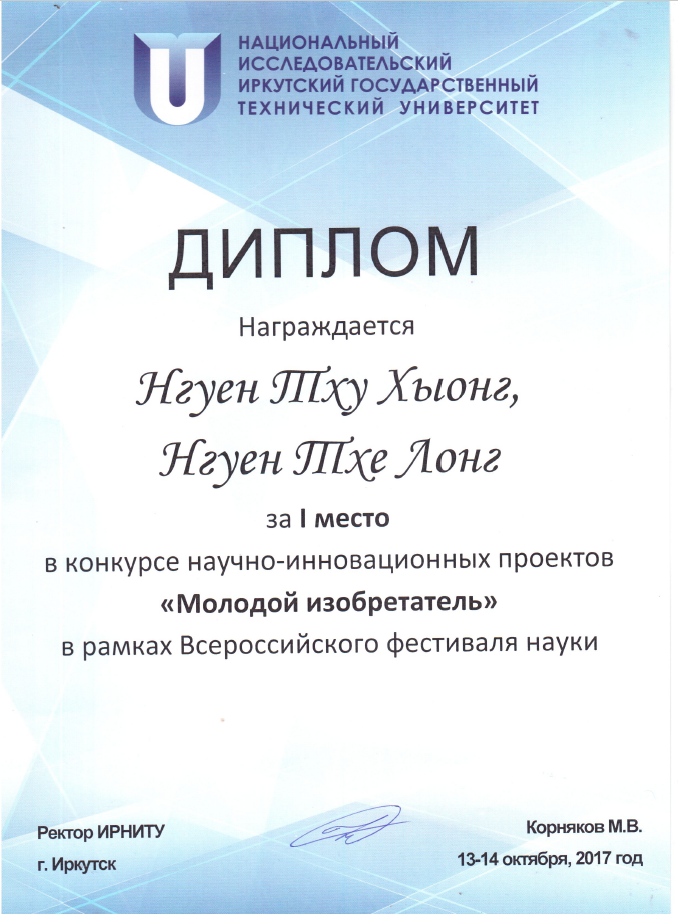 НАЦИОНАЛЬНЫЙ
ИССЛЕДОВАТЕЛЬСКИЙ
ИРКУТСКИЙ ГОСУДАРСТВЕННЫЙ
ТЕХНИЧЕСКИЙ УНИВЕРСИТЕТ
ДИПЛОМ
Награждается
Нгуен Тху Хыонг,
Нгуен Тхе Лонг
за I место
в конкурсе научно-инновационных проектов
«Молодой изобретатель»
в рамках Всероссийского фестиваля науки
Ректор ИРНИТУ
Корняков М.В.
г. Иркутск
13-14 октября, 2017 год